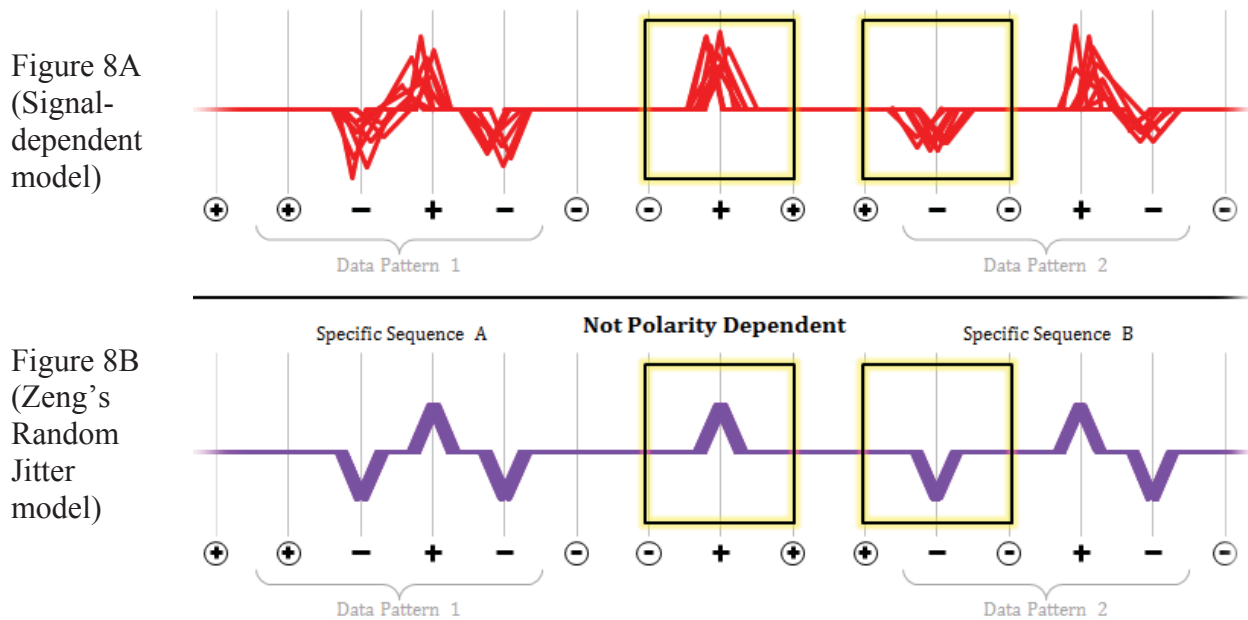 Figure 8A
(Signal-
dependent
model)
⊕ ⊕ − + − ⊖ ⊖ + ⊕ ⊕ − ⊖ + − ⊖
Data Pattern 1 Data Pattern 2
Not Polarity Dependent
Specific Sequence A Specific Sequence B
Figure 8B
(Zeng's
Random
Jitter
model)
⊕ ⊕ − + − ⊖ ⊖ + ⊕ ⊕ − ⊖ + − ⊖
Data Pattern 1 Data Pattern 2